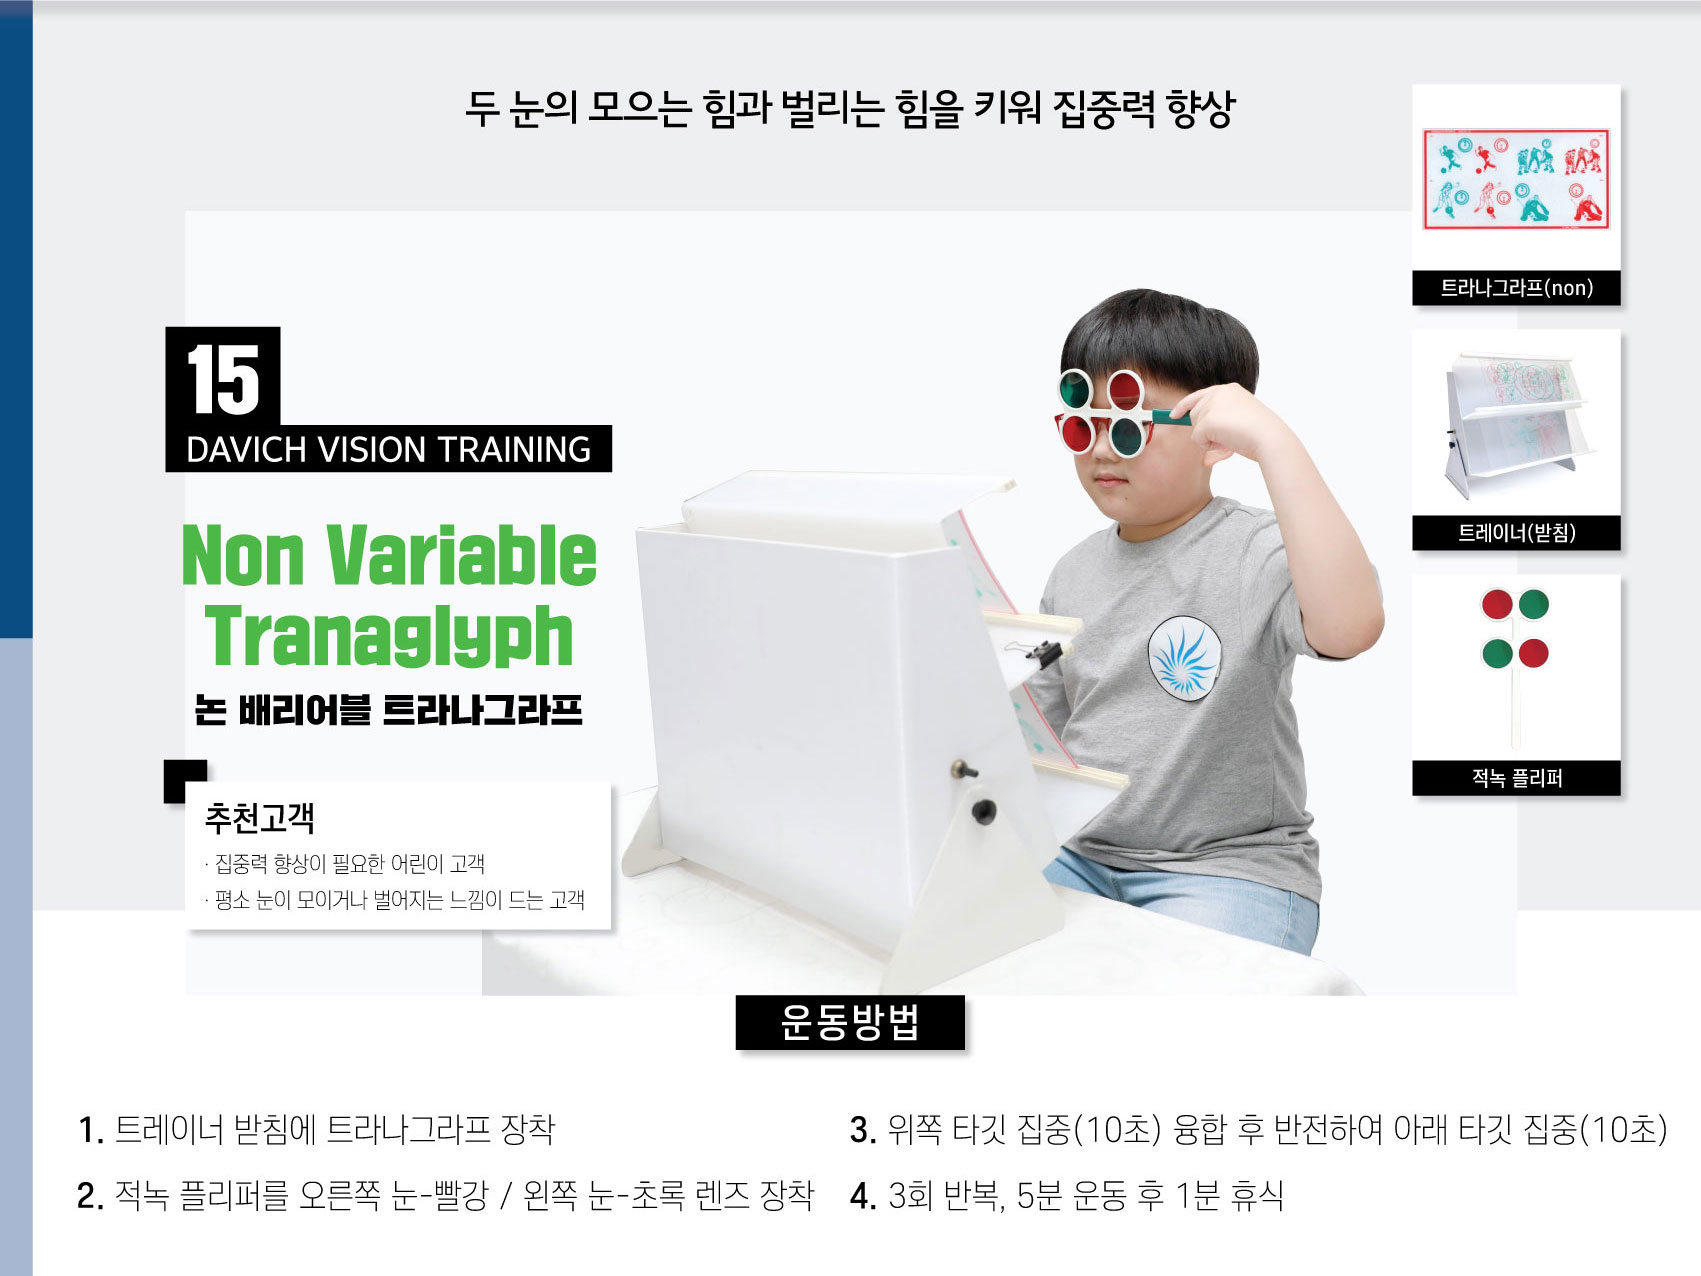 두 눈의 모으는 힘과 벌리는 힘을 키워 집중력 향상
트라나그라프(non)
트레이너(받침)
적녹 플리퍼
15
DAVICH VISION TRAINING
Non Variable
Tranaglyph
논 배리어블 트라나그라프
추천고객
· 집중력 향상이 필요한 어린이 고객
· 평소 눈이 모이거나 벌어지는 느낌이 드는 고객
운동방법
1. 트레이너 받침에 트라나그라프 장착
2. 적녹 플리퍼를 오른쪽 눈-빨강 / 왼쪽 눈-초록 렌즈 장착
3. 위쪽 타깃 집중(10초) 융합 후 반전하여 아래 타깃 집중(10초)
4. 3회 반복, 5분 운동 후 1분 휴식